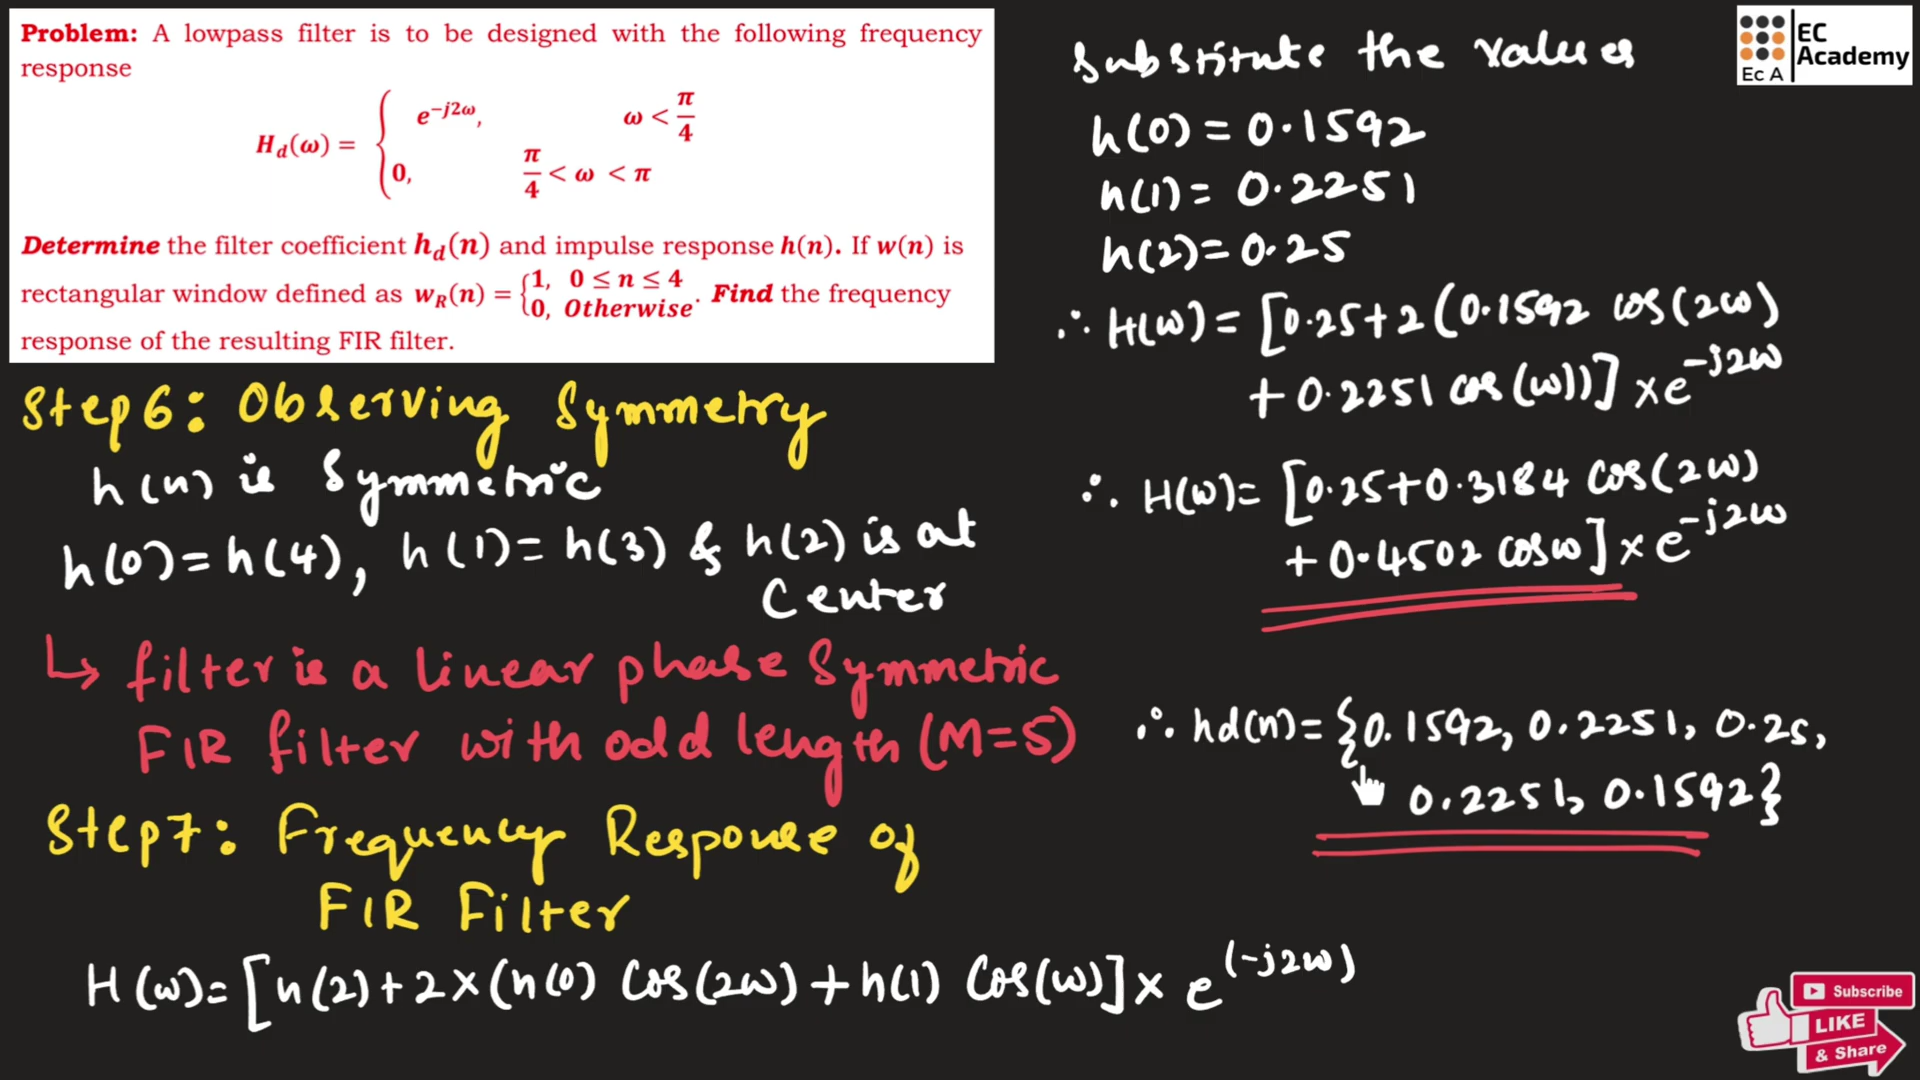 Problem: A lowpass filter is to be designed with the following frequency
response
H_d(ω) = { e^{-j2ω}, ω < π/4
0, π/4 < ω < π
Determine the filter coefficient h_d(n) and impulse response h(n). If w(n) is
rectangular window defined as w_R(n) = { 1, 0 ≤ n ≤ 4
0, Otherwise . Find the frequency
response of the resulting FIR filter.
Step6: Observing Symmetry
h(n) is Symmetric
h(0)=h(4), h(1)=h(3) & h(2) is at
Center
↳ filter is a linear phase Symmetric
FIR filter with odd length (M=5)
Step7: Frequency Response of
FIR Filter
H(ω)= [h(2)+2×(h(0) Cos(2ω)+h(1) Cos(ω)]× e^{(-j2ω)}
Substitute the values
h(0)=0.1592
h(1)= 0.2251
h(2)=0.25
∴ H(ω)= [0.25+2(0.1592 cos(2ω)
+0.2251 cos(ω))] ×e^{-j2ω}
∴ H(ω)= [0.25+0.3184 cos(2ω)
+0.4502 cosω]×e^{-j2ω}
∴ hd(n)={0.1592, 0.2251, 0.25,
0.2251, 0.1592}
EC
Academy
Ec A
Subscribe
LIKE
& Share